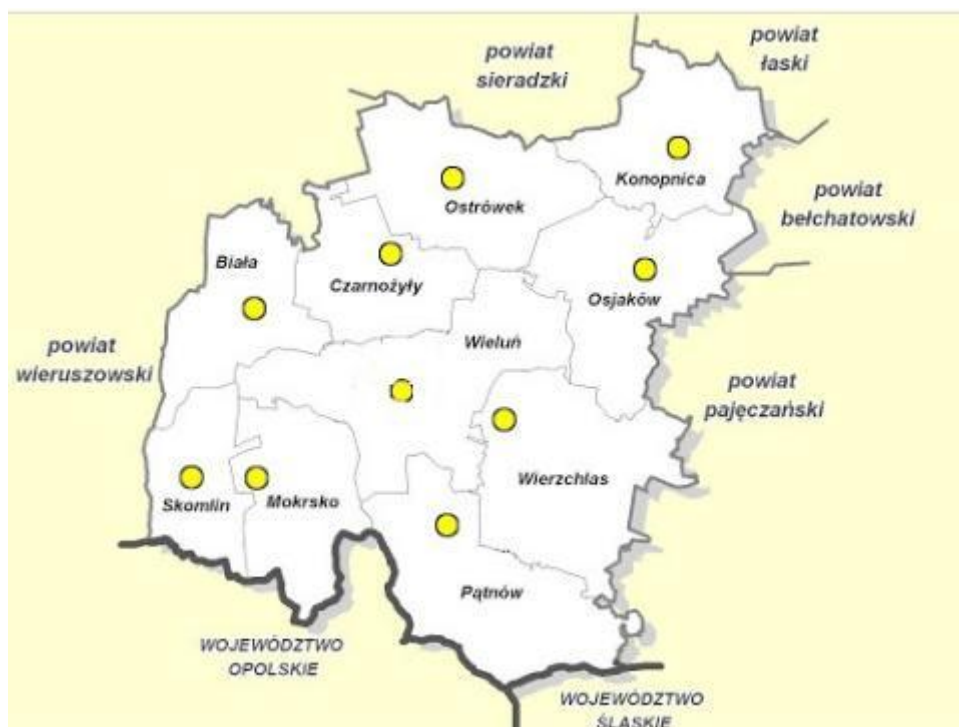 powiat
sieradzki
powiat
łaski
Konopnica
Ostrówek
powiat
bełchatowski
Biała
Czarnożyły
Osjaków
Wieluń
powiat
wieruszowski
powiat
pajęczański
Wierzchlas
Skomlin
Mokrsko
Pątnów
WOJEWÓDZTWO
OPOLSKIE
WOJEWÓDZTWO
ŚLĄSKIE